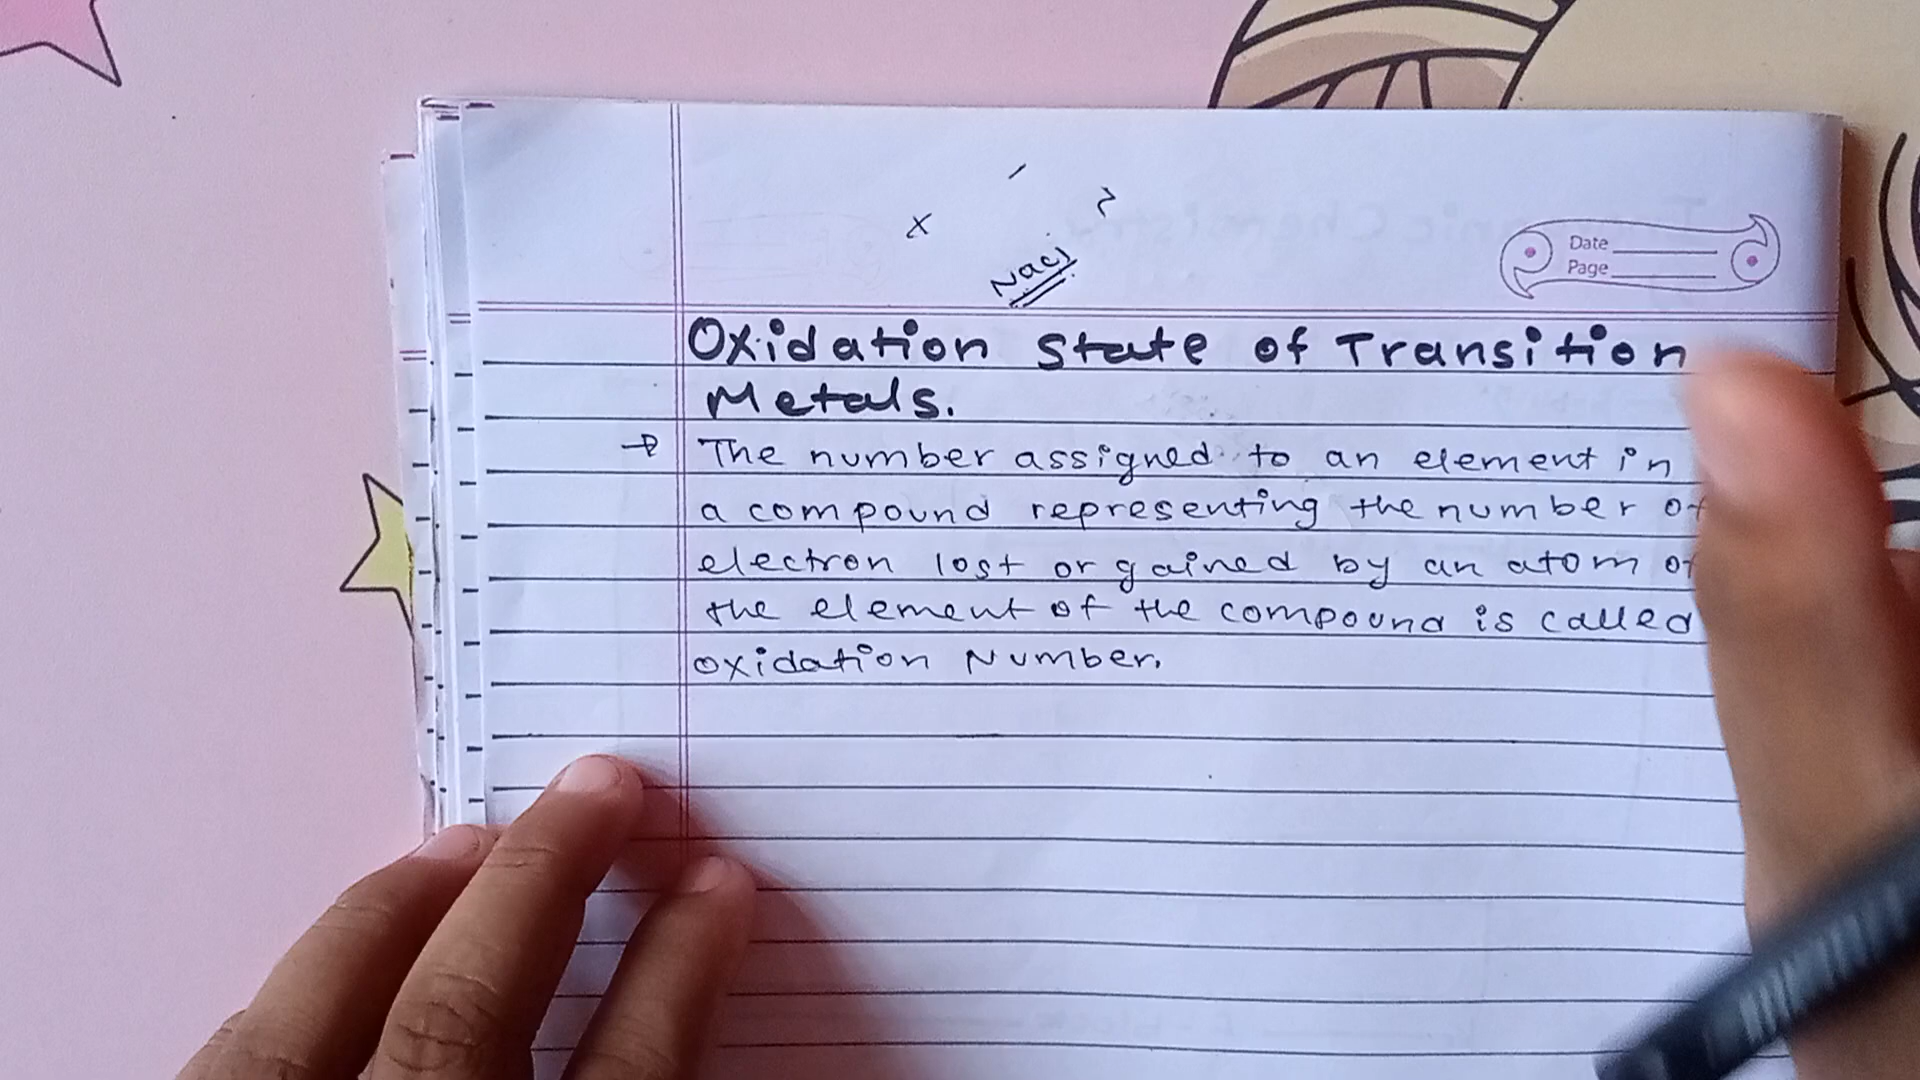 NaCl
Date
Page
Oxidation State of Transition
Metals.
→ The number assigned to an element in
a compound representing the number of
electron lost or gained by an atom of
the element of the compound is called
oxidation Number.